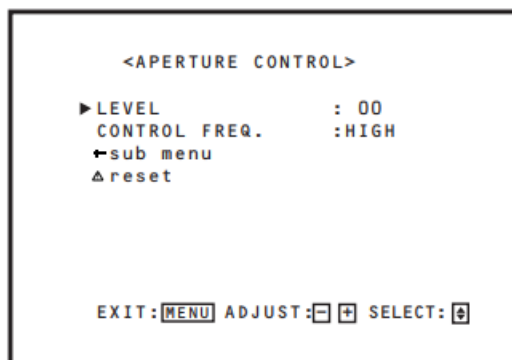 <APERTURE CONTROL>
▶LEVEL : 00
CONTROL FREQ. :HIGH
←sub menu
⚠reset
EXIT:MENU ADJUST:− + SELECT:♦